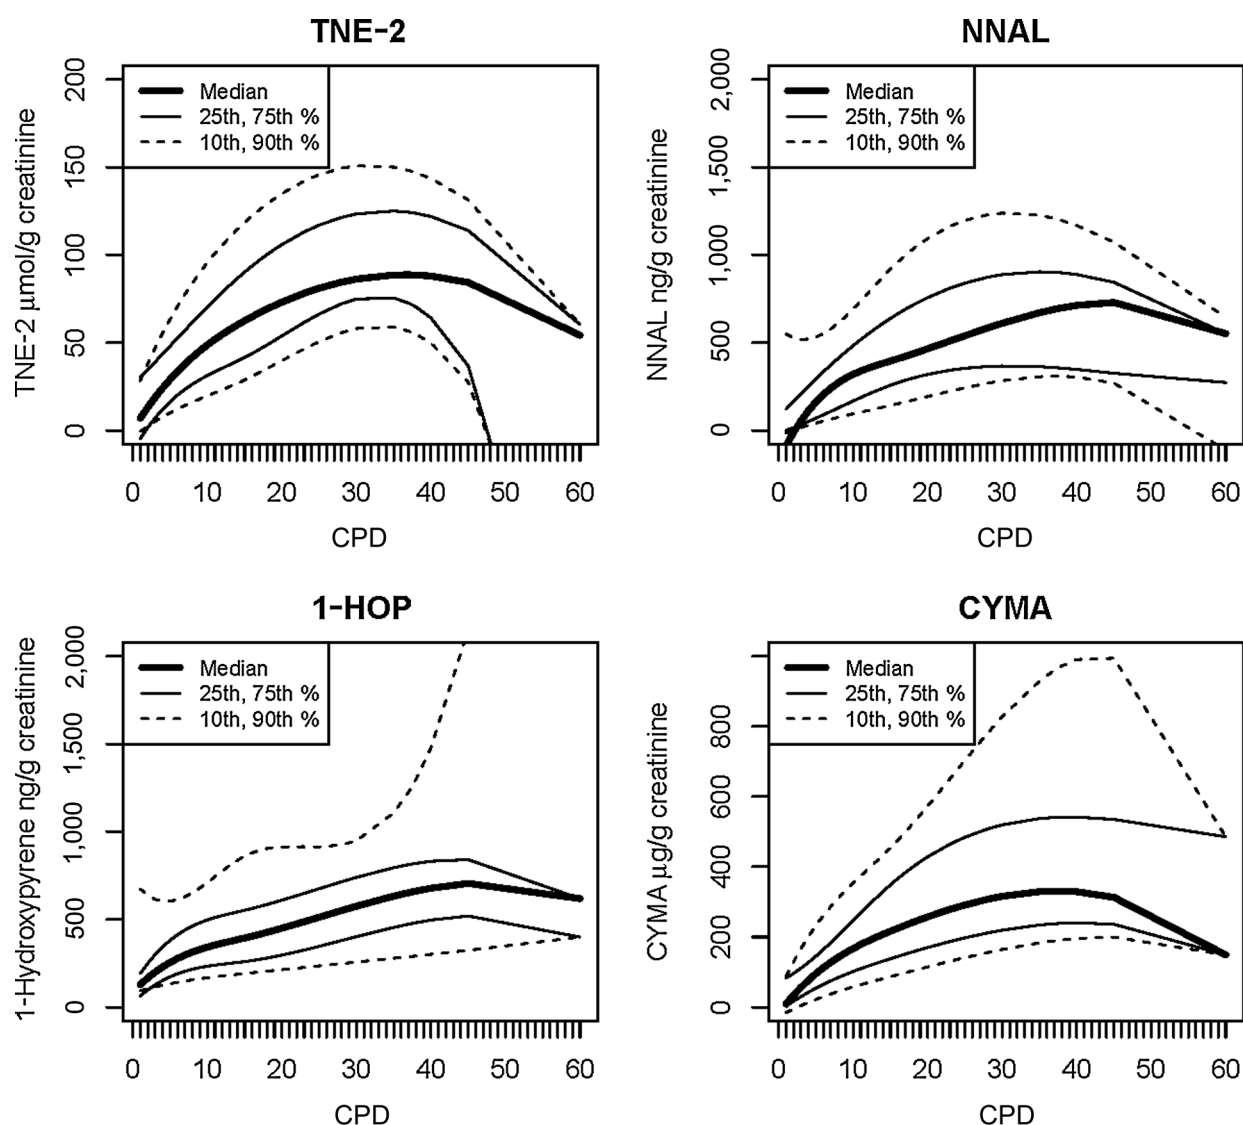 TNE-2
TNE-2 μmol/g creatinine
200
150
100
50
0
Median
25th, 75th %
10th, 90th %
0 10 20 30 40 50 60
CPD
NNAL
NNAL ng/g creatinine
2,000
1,500
1,000
500
0
Median
25th, 75th %
10th, 90th %
0 10 20 30 40 50 60
CPD
1-HOP
1-Hydroxypyrene ng/g creatinine
2,000
1,500
1,000
500
0
Median
25th, 75th %
10th, 90th %
0 10 20 30 40 50 60
CPD
CYMA
CYMA μg/g creatinine
800
600
400
200
0
Median
25th, 75th %
10th, 90th %
0 10 20 30 40 50 60
CPD